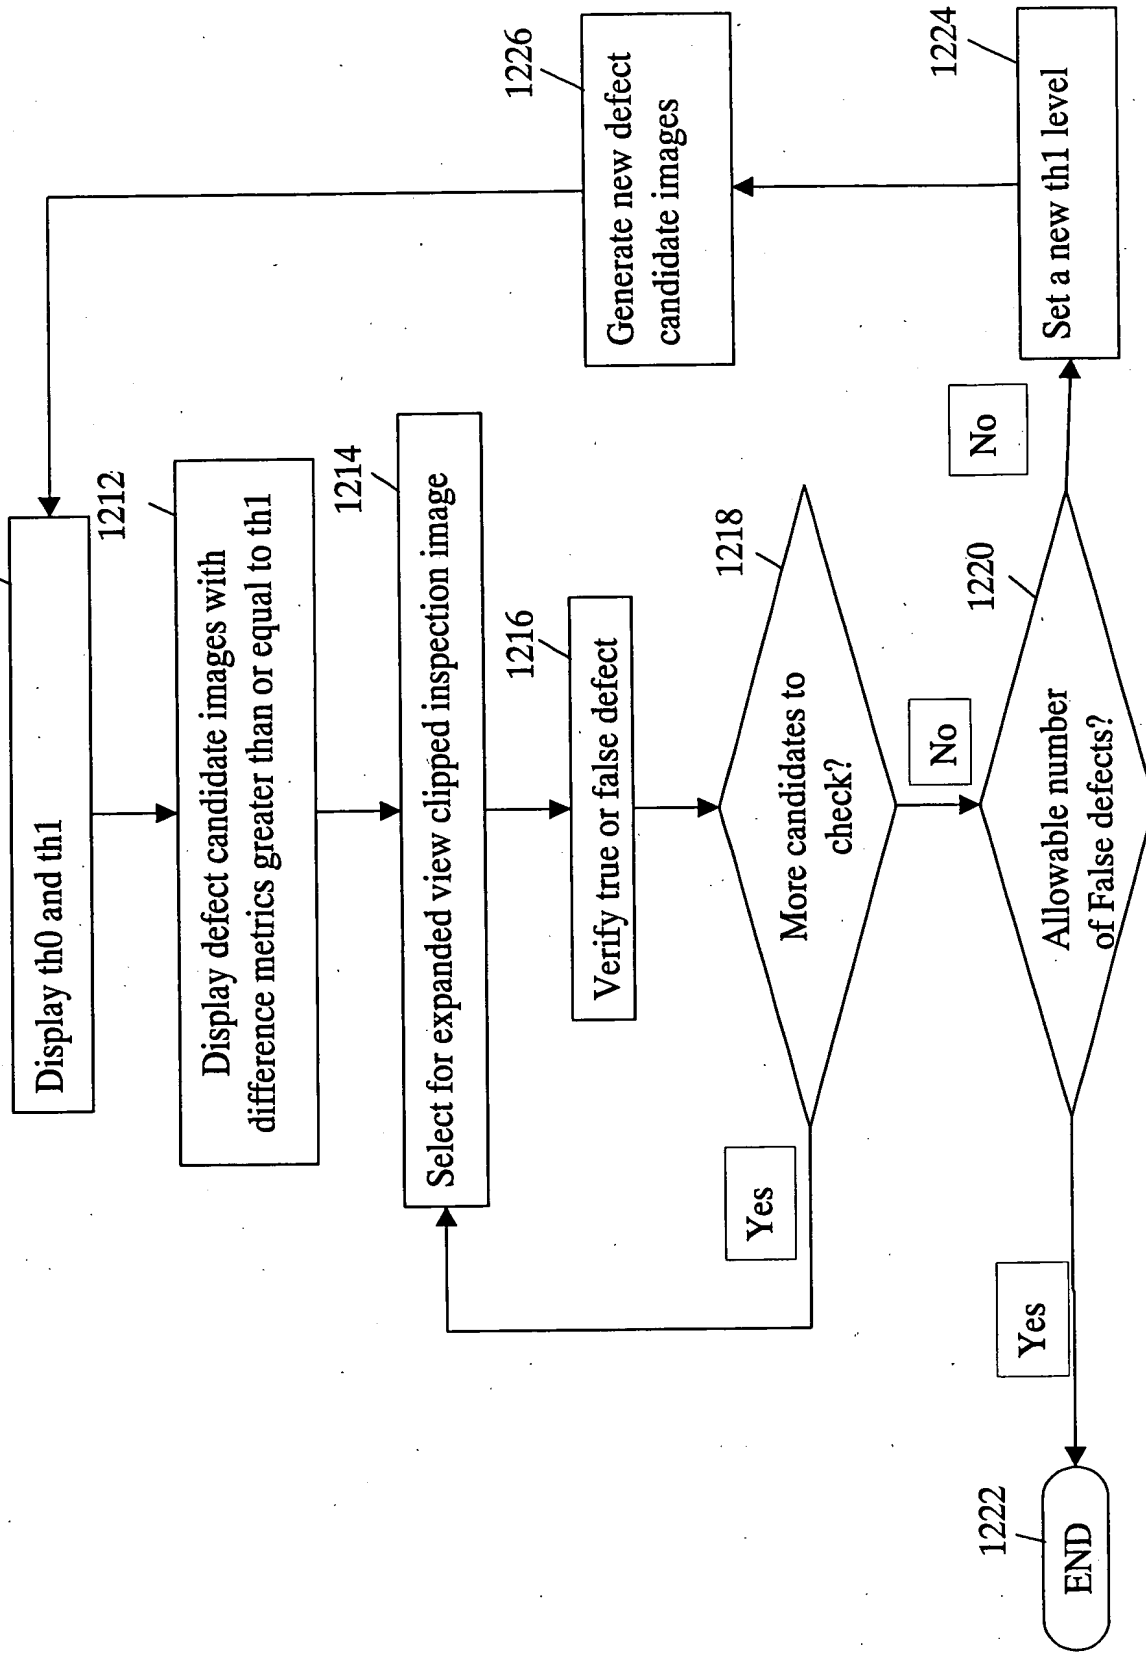 Display th0 and th1
1212
Display defect candidate images with
difference metrics greater than or equal to th1
1214
Select for expanded view clipped inspection image
1216
Verify true or false defect
1218
More candidates to
check?
Yes
No
1220
Allowable number
of False defects?
Yes
No
1222
END
1224
Set a new th1 level
1226
Generate new defect
candidate images